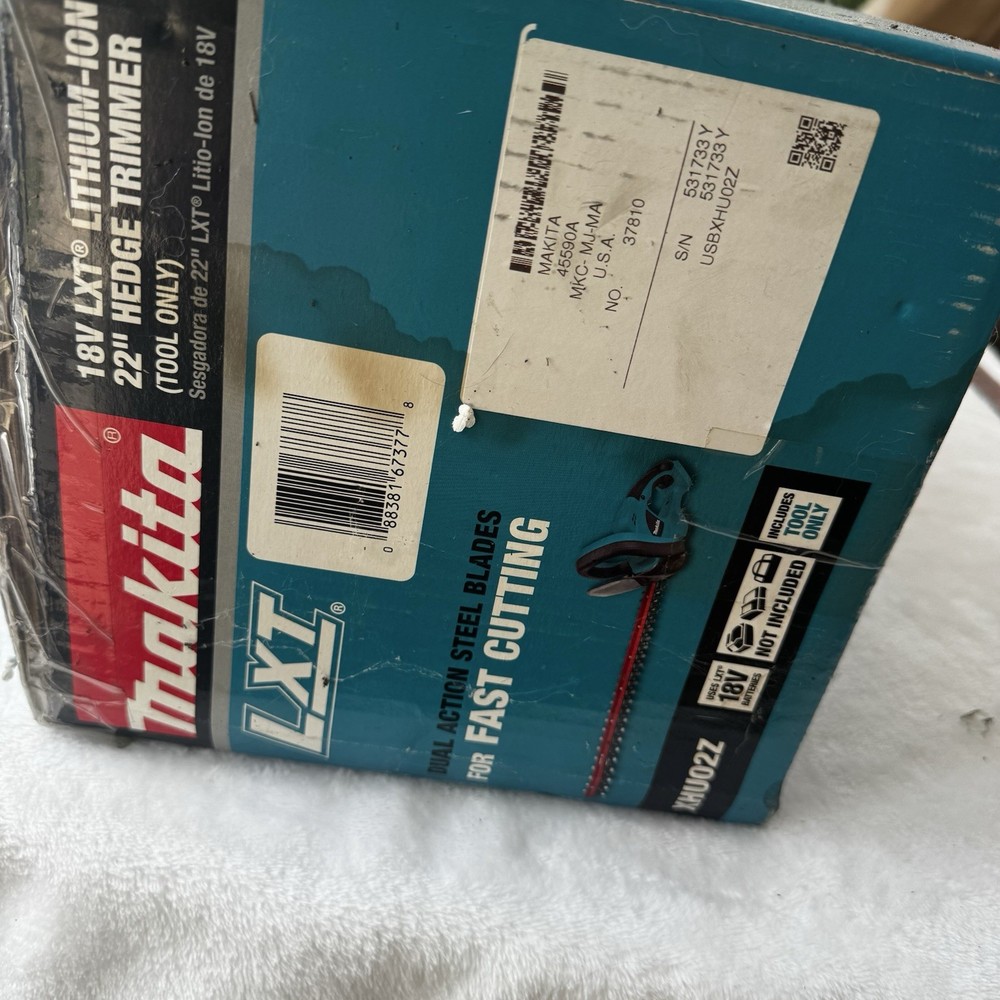 18V LXT® LITHIUM-ION
22" HEDGE TRIMMER
(TOOL ONLY)
Sesgadora de 22" LXT® Litio-Ion de 18V
makita®
0 88381 67377 8
MAKITA
45590A
MKC- MJ-MA
U.S.A.
NO. 37810
S/N 531733 Y
531733 Y
USBXHU02Z
LXT®
DUAL ACTION STEEL BLADES
FOR FAST CUTTING
USES LXT®
18V
BATTERIES
NOT INCLUDED
INCLUDES
TOOL
ONLY
XHU02Z